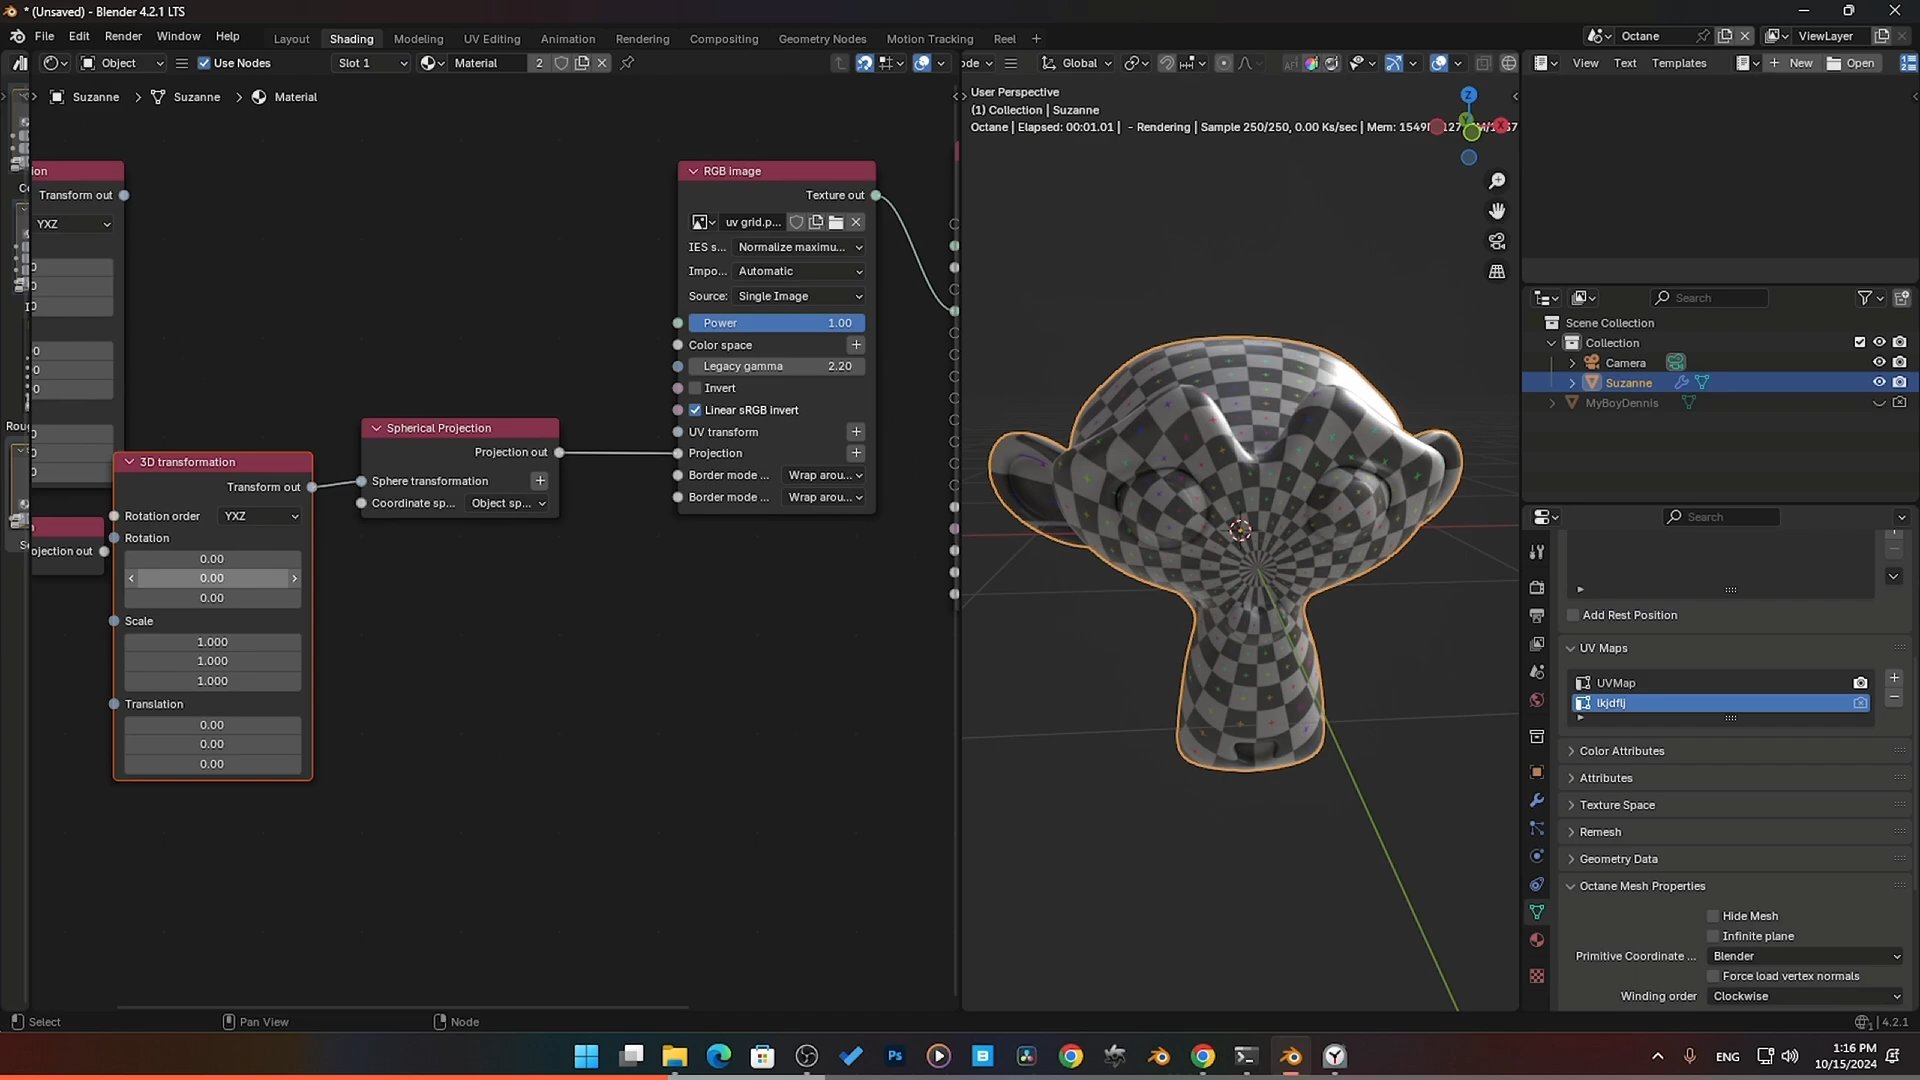 * (Unsaved) - Blender 4.2.1 LTS
File Edit Render Window Help
Layout Shading Modeling UV Editing Animation Rendering Compositing Geometry Nodes Motion Tracking Reel
Octane
ViewLayer
Object
Use Nodes
Slot 1
Material 2
ode
Global
View Text Templates
New
Open
Suzanne Suzanne Material
User Perspective
(1) Collection | Suzanne
Octane | Elapsed: 00:01.01 | - Rendering | Sample 250/250, 0.00 Ks/sec | Mem: 1549
Z
Y
X
ion
Transform out
YXZ
RGB image
Texture out
uv grid.p...
IES s... Normalize maximu...
Impo... Automatic
Source: Single Image
Power 1.00
Color space
Legacy gamma 2.20
Invert
Linear sRGB invert
UV transform
Projection
Border mode ... Wrap arou...
Border mode ... Wrap arou...
Spherical Projection
Projection out
Sphere transformation
Coordinate sp... Object sp...
3D transformation
Transform out
Rotation order YXZ
Rotation
0.00
0.00
0.00
Scale
1.000
1.000
1.000
Translation
0.00
0.00
0.00
ojection out
Search
Scene Collection
Collection
Camera
Suzanne
MyBoyDennis
Search
Add Rest Position
UV Maps
UVMap
lkjdflj
Color Attributes
Attributes
Texture Space
Remesh
Geometry Data
Octane Mesh Properties
Hide Mesh
Infinite plane
Primitive Coordinate ... Blender
Force load vertex normals
Winding order Clockwise
Select
Pan View
Node
4.2.1
ENG
1:16 PM
10/15/2024